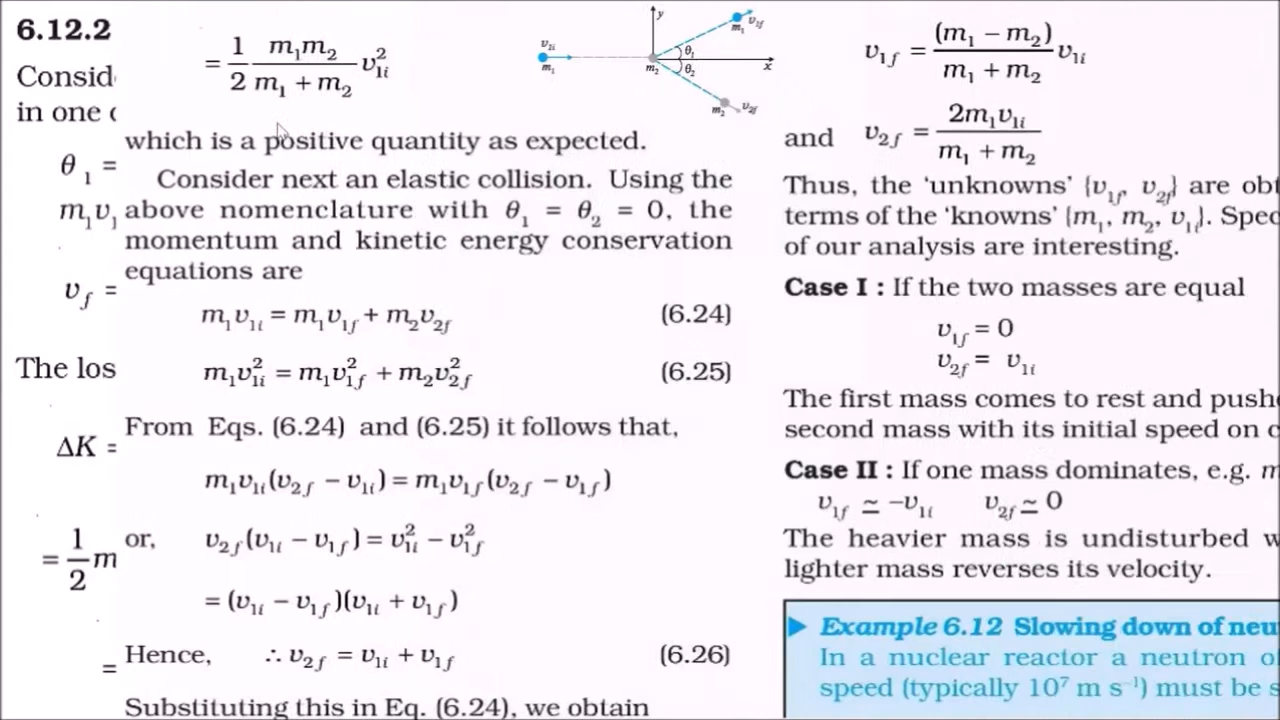 6.12.2
Consid
in one
θ₁ =
m₁v₁
v_f =
The los
ΔK =
= 1/2 m
=
= 1/2 m₁m₂/(m₁ + m₂) v₁ᵢ²
which is a positive quantity as expected.
Consider next an elastic collision. Using the
above nomenclature with θ₁ = θ₂ = 0, the
momentum and kinetic energy conservation
equations are
m₁v₁ᵢ = m₁v₁f + m₂v₂f (6.24)
m₁v₁ᵢ² = m₁v₁f² + m₂v₂f² (6.25)
From Eqs. (6.24) and (6.25) it follows that,
m₁v₁ᵢ(v₂f − v₁ᵢ) = m₁v₁f(v₂f − v₁f)
or, v₂f(v₁ᵢ − v₁f) = v₁ᵢ² − v₁f²
= (v₁ᵢ − v₁f)(v₁ᵢ + v₁f)
Hence, ∴ v₂f = v₁ᵢ + v₁f (6.26)
Substituting this in Eq. (6.24), we obtain
y
v₁f
m₁
v₁ᵢ
θ₁
m₁
m₂
θ₂
x
m₂
v₂f
v₁f = (m₁ − m₂)/(m₁ + m₂) v₁ᵢ
and v₂f = 2m₁v₁ᵢ/(m₁ + m₂)
Thus, the ‘unknowns’ {v₁f, v₂f} are obt
terms of the ‘knowns’ {m₁, m₂, v₁ᵢ}. Spec
of our analysis are interesting.
Case I : If the two masses are equal
v₁f = 0
v₂f = v₁ᵢ
The first mass comes to rest and pushe
second mass with its initial speed on c
Case II : If one mass dominates, e.g. m
v₁f ≃ −v₁ᵢ v₂f ≃ 0
The heavier mass is undisturbed w
lighter mass reverses its velocity.
Example 6.12 Slowing down of neu
In a nuclear reactor a neutron o
speed (typically 10⁷ m s⁻¹) must be s